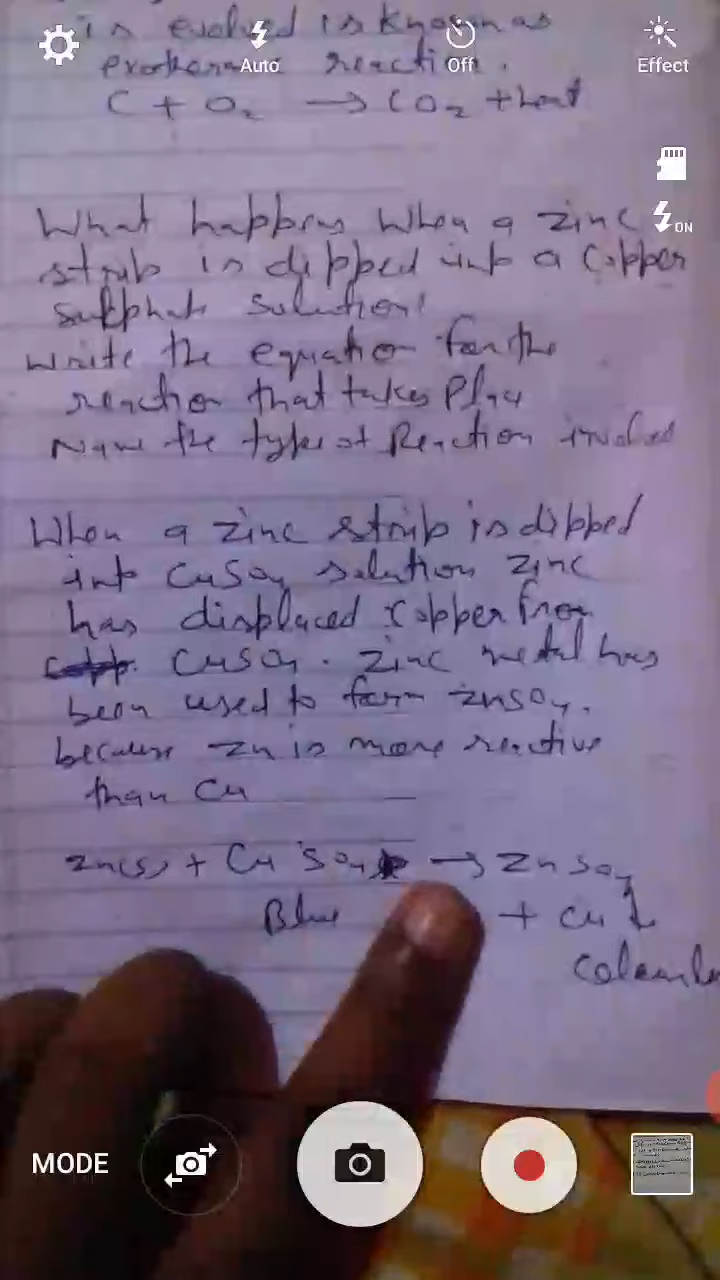 is evolved is known as
Auto
Off
Effect
reaction.
C + O2 → CO2 + heat
ON
What happens when a zinc
strip is dipped into a Copper
Sulphate solution!
Write the equation for the
reaction that takes place
Name the type of Reaction involved
When a zinc strip is dipped
into CuSO4 solution zinc
has displaced copper from
CuSO4. zinc metal has
been used to form ZnSO4.
because Zn is more reactive
than Cu
Zn(s) + CuSO4 → ZnSO4
Blue + Cu ↓
MODE